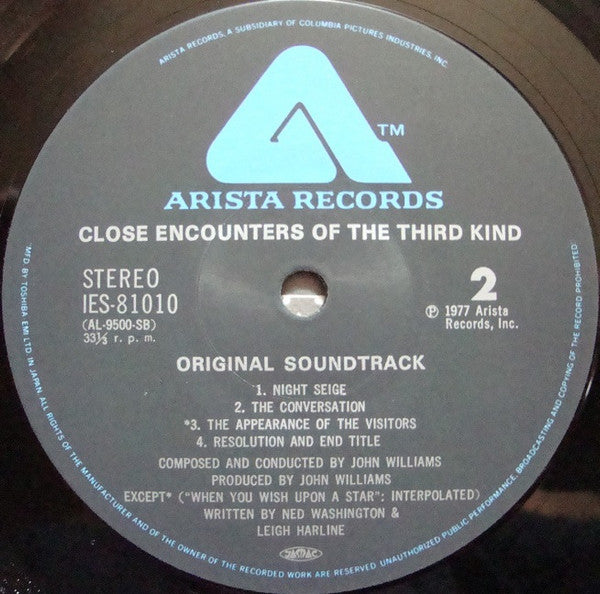 ARISTA RECORDS, A SUBSIDIARY OF COLUMBIA PICTURES INDUSTRIES, INC.
TM
ARISTA RECORDS
CLOSE ENCOUNTERS OF THE THIRD KIND
STEREO
IES-81010
(AL-9500-SB)
33⅓ r. p. m.
2
Ⓟ 1977 Arista
Records, Inc.
ORIGINAL SOUNDTRACK
1. NIGHT SEIGE
2. THE CONVERSATION
*3. THE APPEARANCE OF THE VISITORS
4. RESOLUTION AND END TITLE
COMPOSED AND CONDUCTED BY JOHN WILLIAMS
PRODUCED BY JOHN WILLIAMS
EXCEPT* ("WHEN YOU WISH UPON A STAR": INTERPOLATED)
WRITTEN BY NED WASHINGTON &
LEIGH HARLINE
JASRAC
MFD BY TOSHIBA EMI LTD. IN JAPAN. ALL RIGHTS OF THE MANUFACTURER AND OF THE OWNER OF THE RECORDED WORK ARE RESERVED. UNAUTHORIZED PUBLIC PERFORMANCE, BROADCASTING AND COPYING OF THE RECORD PROHIBITED